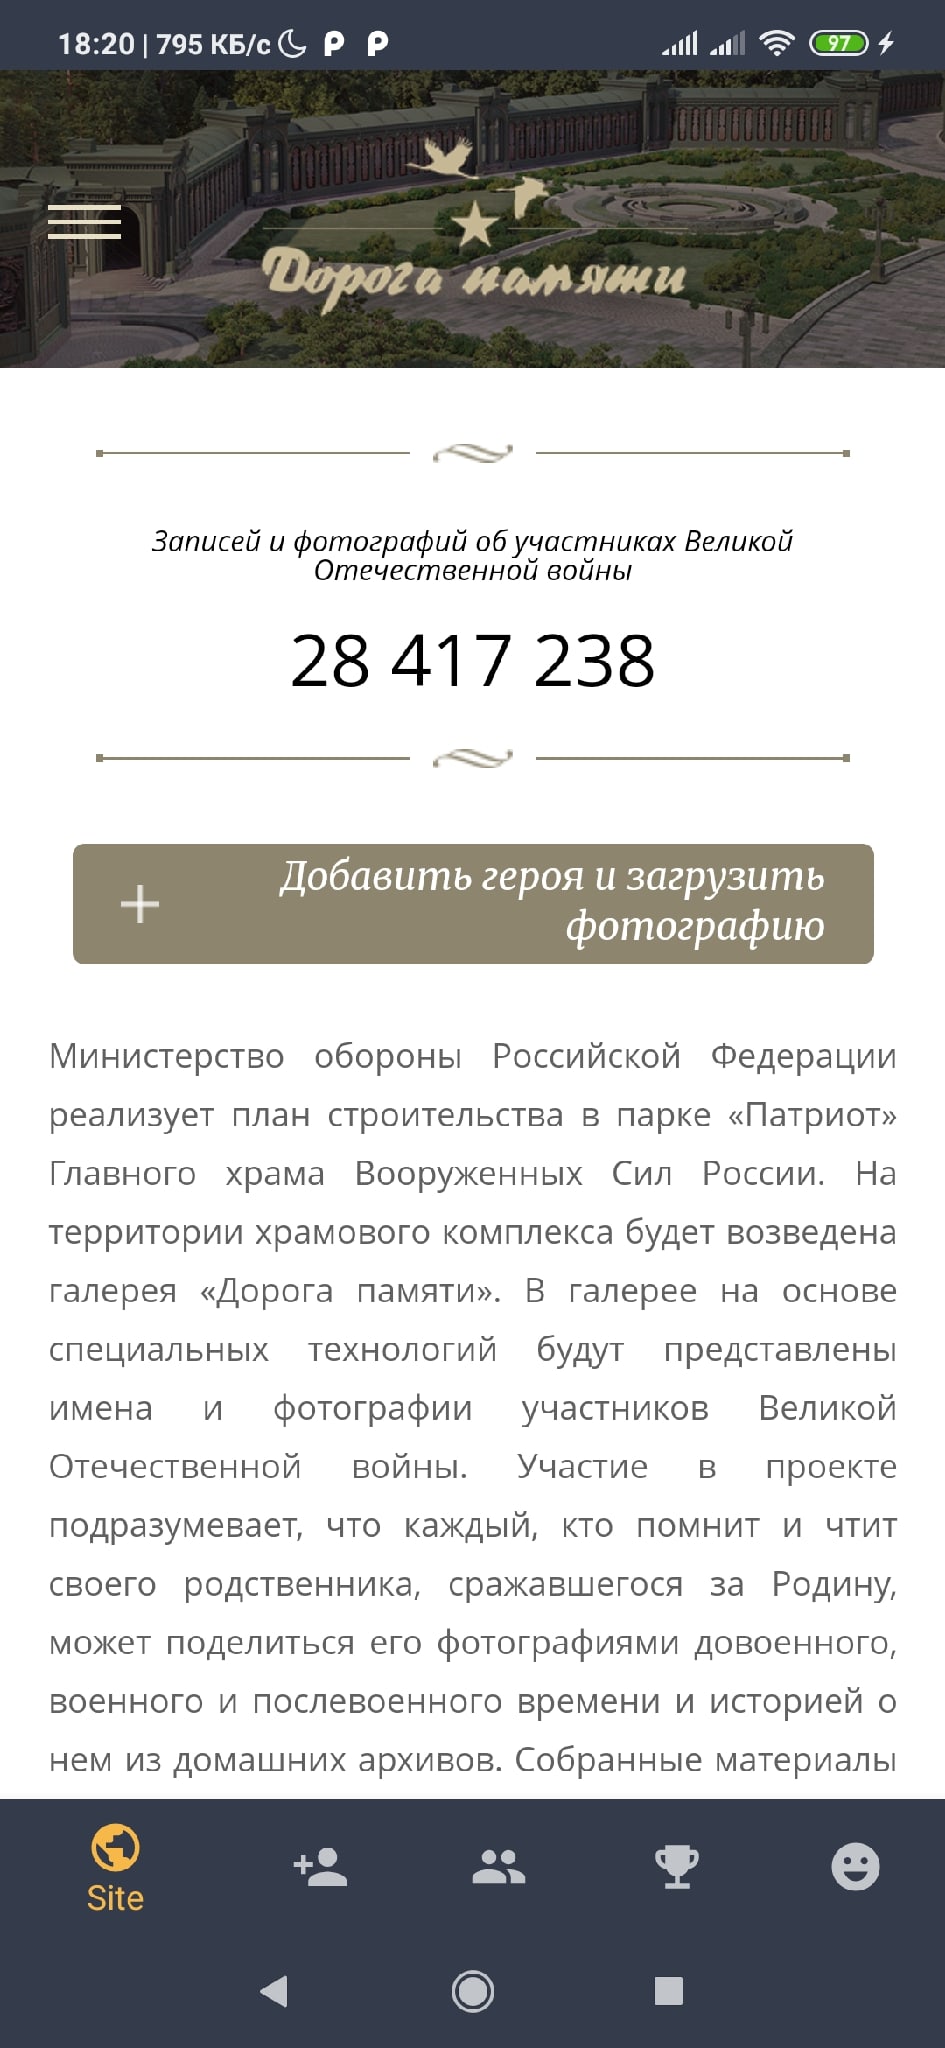 18:20 | 795 КБ/с
97
Дорога памяти
Записей и фотографий об участниках Великой
Отечественной войны
28 417 238
Добавить героя и загрузить
фотографию
Министерство обороны Российской Федерации
реализует план строительства в парке «Патриот»
Главного храма Вооруженных Сил России. На
территории храмового комплекса будет возведена
галерея «Дорога памяти». В галерее на основе
специальных технологий будут представлены
имена и фотографии участников Великой
Отечественной войны. Участие в проекте
подразумевает, что каждый, кто помнит и чтит
своего родственника, сражавшегося за Родину,
может поделиться его фотографиями довоенного,
военного и послевоенного времени и историей о
нем из домашних архивов. Собранные материалы
Site